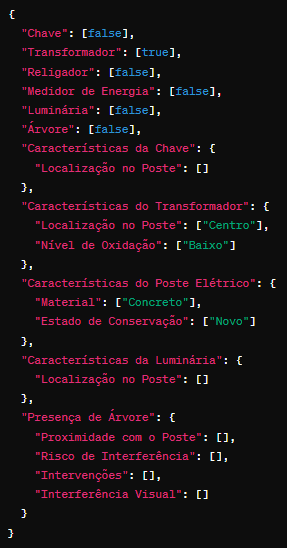 {
"Chave": [false],
"Transformador": [true],
"Religador": [false],
"Medidor de Energia": [false],
"Luminária": [false],
"Árvore": [false],
"Características da Chave": {
"Localização no Poste": []
},
"Características do Transformador": {
"Localização no Poste": ["Centro"],
"Nível de Oxidação": ["Baixo"]
},
"Características do Poste Elétrico": {
"Material": ["Concreto"],
"Estado de Conservação": ["Novo"]
},
"Características da Luminária": {
"Localização no Poste": []
},
"Presença de Árvore": {
"Proximidade com o Poste": [],
"Risco de Interferência": [],
"Intervenções": [],
"Interferência Visual": []
}
}